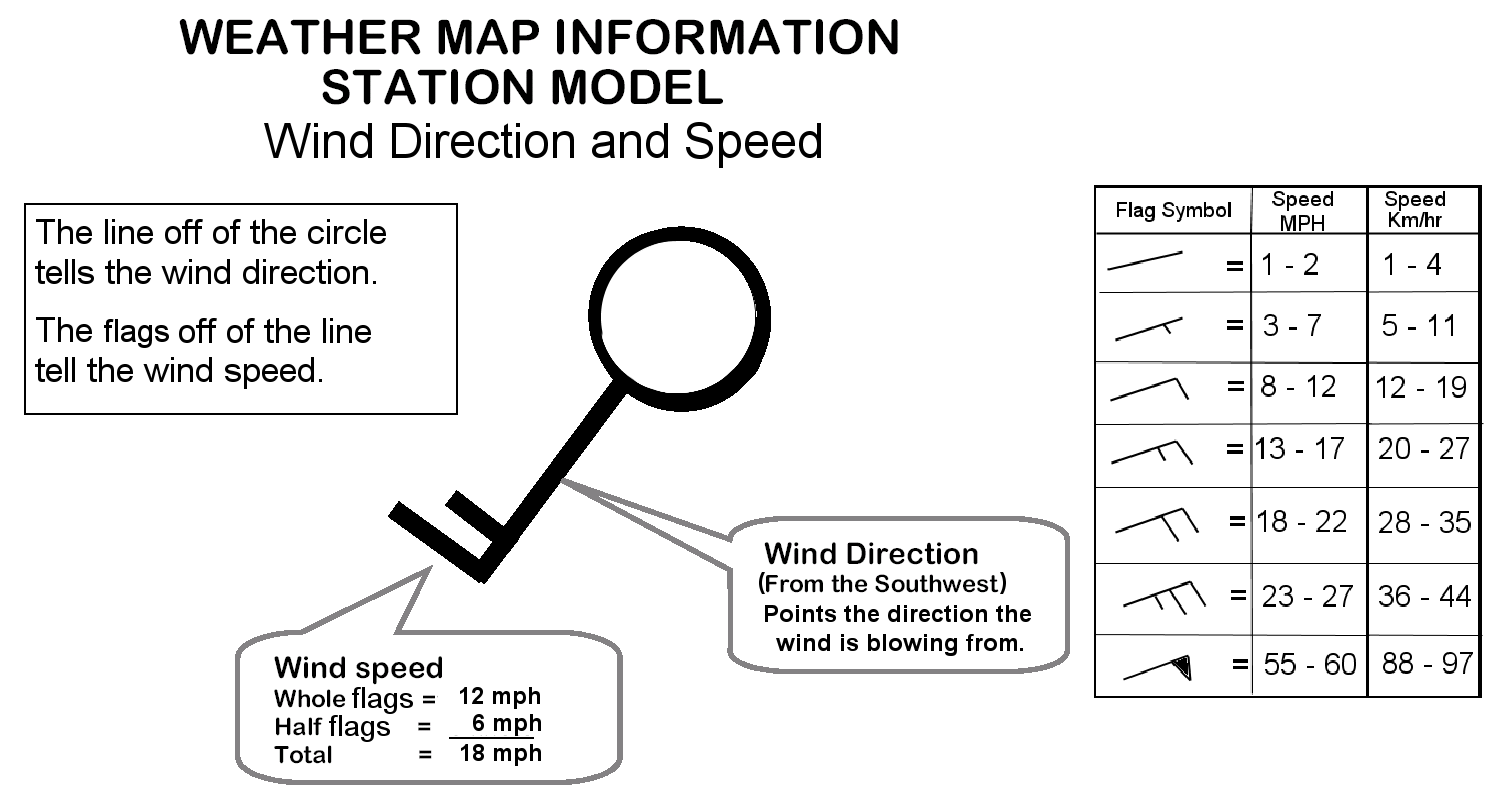 WEATHER MAP INFORMATION
STATION MODEL
Wind Direction and Speed
The line off of the circle
tells the wind direction.
The flags off of the line
tell the wind speed.
Wind Direction
(From the Southwest)
Points the direction the
wind is blowing from.
Wind speed
Whole flags = 12 mph
Half flags = 6 mph
Total = 18 mph
Flag Symbol Speed MPH Speed Km/hr
= 1 - 2 1 - 4
= 3 - 7 5 - 11
= 8 - 12 12 - 19
= 13 - 17 20 - 27
= 18 - 22 28 - 35
= 23 - 27 36 - 44
= 55 - 60 88 - 97